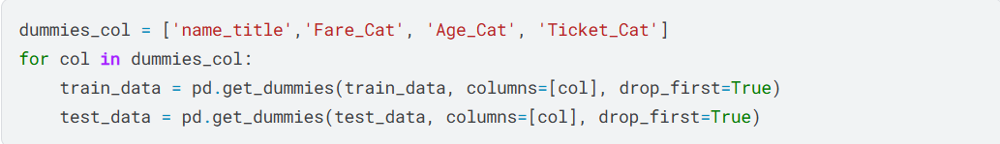 dummies_col = ['name_title','Fare_Cat', 'Age_Cat', 'Ticket_Cat']
for col in dummies_col:
    train_data = pd.get_dummies(train_data, columns=[col], drop_first=True)
    test_data = pd.get_dummies(test_data, columns=[col], drop_first=True)